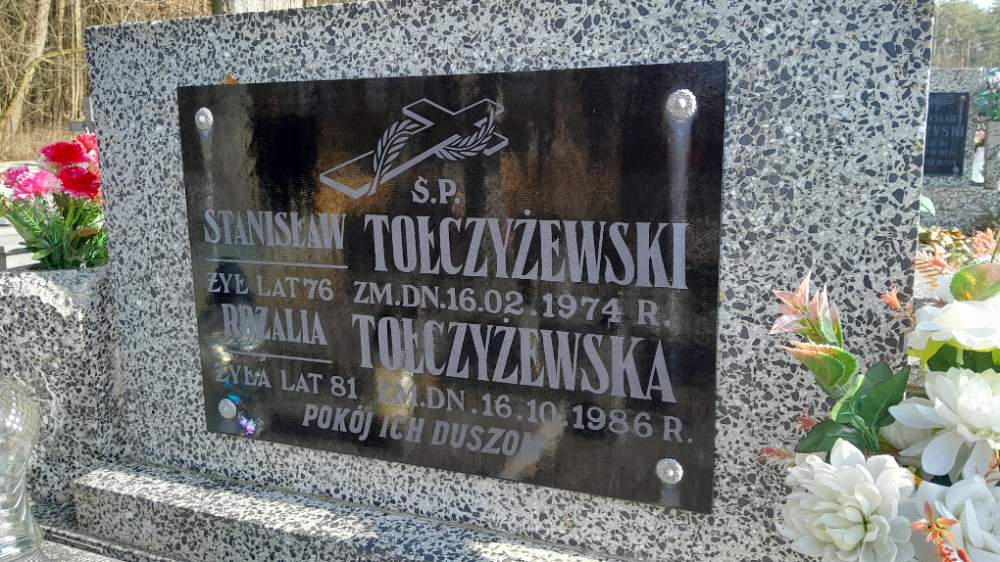 Ś.P.
STANISŁAW TOŁCZYŻEWSKI
ŻYŁ LAT 76 ZM.DN.16.02.1974 R.
ROZALIA TOŁCZYŻEWSKA
ŻYŁA LAT 81 ZM.DN.16.10.1986 R.
POKÓJ ICH DUSZOM